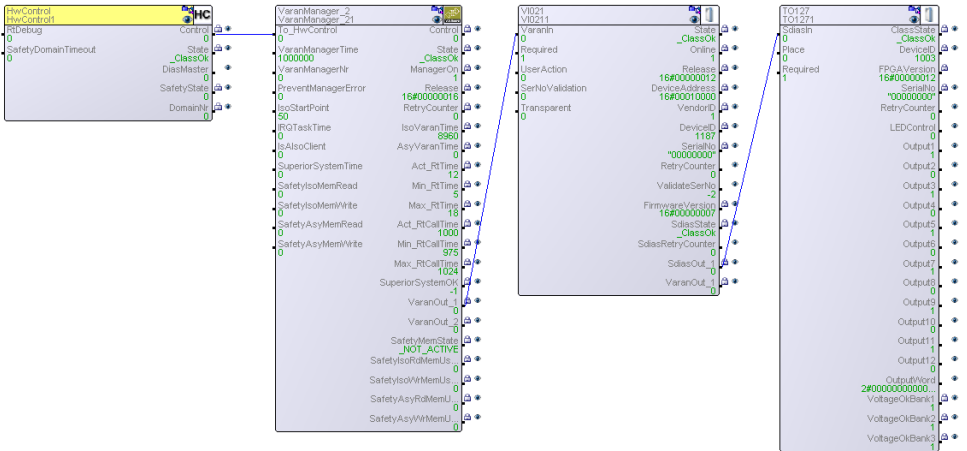 HwControl
HwControl1
HC
RtDebug
0
Control
0
SafetyDomainTimeout
0
State
_ClassOk
DiasMaster
0
SafetyState
0
DomainNr
0
VaranManager_2
VaranManager_21
To_HwControl
0
Control
0
VaranManagerTime
1000000
State
_ClassOk
VaranManagerNr
0
ManagerOn
1
PreventManagerError
0
Release
16#00000016
IsoStartPoint
50
RetryCounter
0
IRQTaskTime
0
IsoVaranTime
8960
IsAlsoClient
0
AsyVaranTime
0
SuperiorSystemTime
0
Act_RtTime
12
SafetyIsoMemRead
0
Min_RtTime
5
SafetyIsoMemWrite
0
Max_RtTime
18
SafetyAsyMemRead
0
Act_RtCallTime
1000
SafetyAsyMemWrite
0
Min_RtCallTime
975
Max_RtCallTime
1024
SuperiorSystemOK
-1
VaranOut_1
0
VaranOut_2
0
SafetyMemState
_NOT_ACTIVE
SafetyIsoRdMemUs...
0
SafetyIsoWrMemUs...
0
SafetyAsyRdMemU...
0
SafetyAsyWrMemU...
0
VI021
VI0211
VaranIn
0
State
_ClassOk
Required
1
Online
1
UserAction
0
Release
16#00000012
SerNoValidation
0
DeviceAddress
16#00010000
Transparent
0
VendorID
1
DeviceID
1187
SerialNo
"00000000"
RetryCounter
0
ValidateSerNo
-2
FirmwareVersion
16#00000007
SdiasState
_ClassOk
SdiasRetryCounter
0
SdiasOut_1
0
VaranOut_1
0
TO127
TO1271
SdiasIn
0
ClassState
_ClassOk
Place
0
DeviceID
1003
Required
1
FPGAVersion
16#00000012
SerialNo
"00000000"
RetryCounter
0
LEDControl
0
Output1
1
Output2
0
Output3
1
Output4
0
Output5
1
Output6
0
Output7
1
Output8
0
Output9
1
Output10
0
Output11
1
Output12
0
OutputWord
2#00000000000...
VoltageOkBank1
1
VoltageOkBank2
1
VoltageOkBank3
1